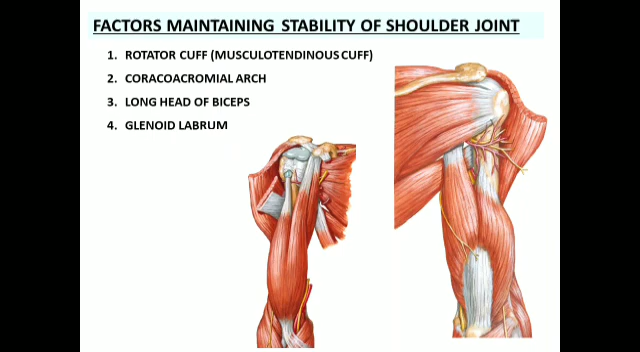 FACTORS MAINTAINING STABILITY OF SHOULDER JOINT
1. ROTATOR CUFF (MUSCULOTENDINOUS CUFF)
2. CORACOACROMIAL ARCH
3. LONG HEAD OF BICEPS
4. GLENOID LABRUM